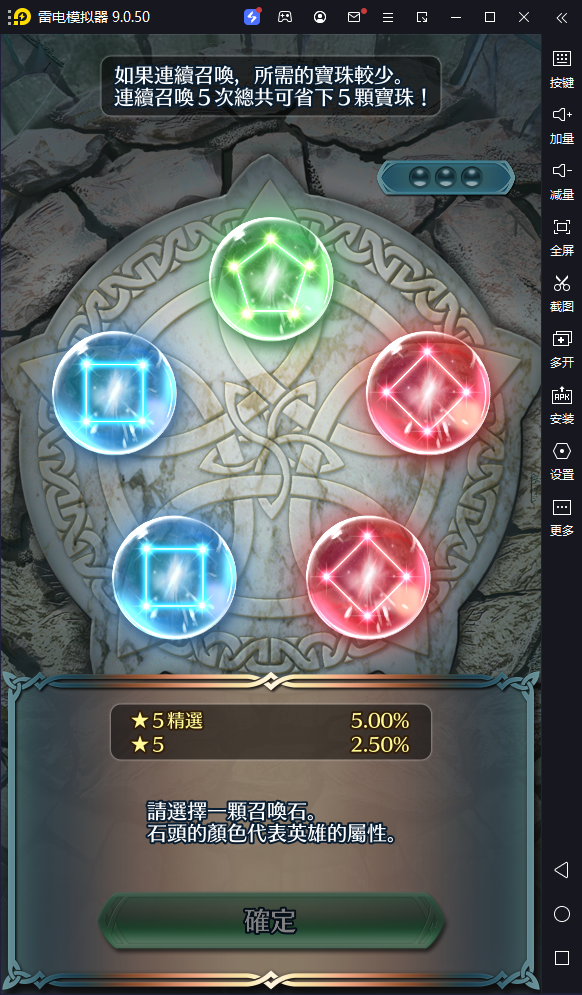 雷电模拟器 9.0.50
如果連續召喚，所需的寶珠較少。
連續召喚５次總共可省下５顆寶珠！
★５精選 5.00%
★５ 2.50%
請選擇一顆召喚石。
石頭的顏色代表英雄的屬性。
確定
按键
加量
减量
全屏
截图
多开
APK
安装
设置
更多